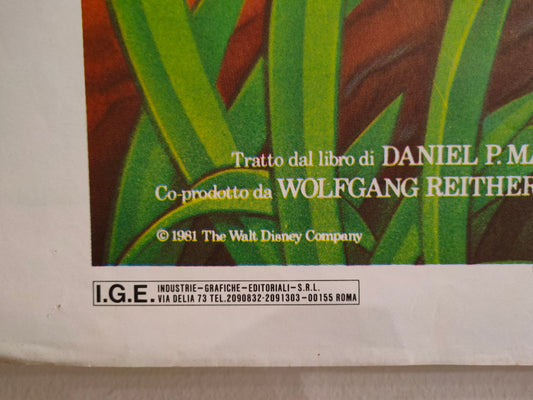 Tratto dal libro di DANIEL P. MA
Co-prodotto da WOLFGANG REITHER
© 1981 The Walt Disney Company
I.G.E. INDUSTRIE-GRAFICHE-EDITORIALI-S.R.L.
VIA DELIA 73 TEL.2090832-2091303-00155 ROMA